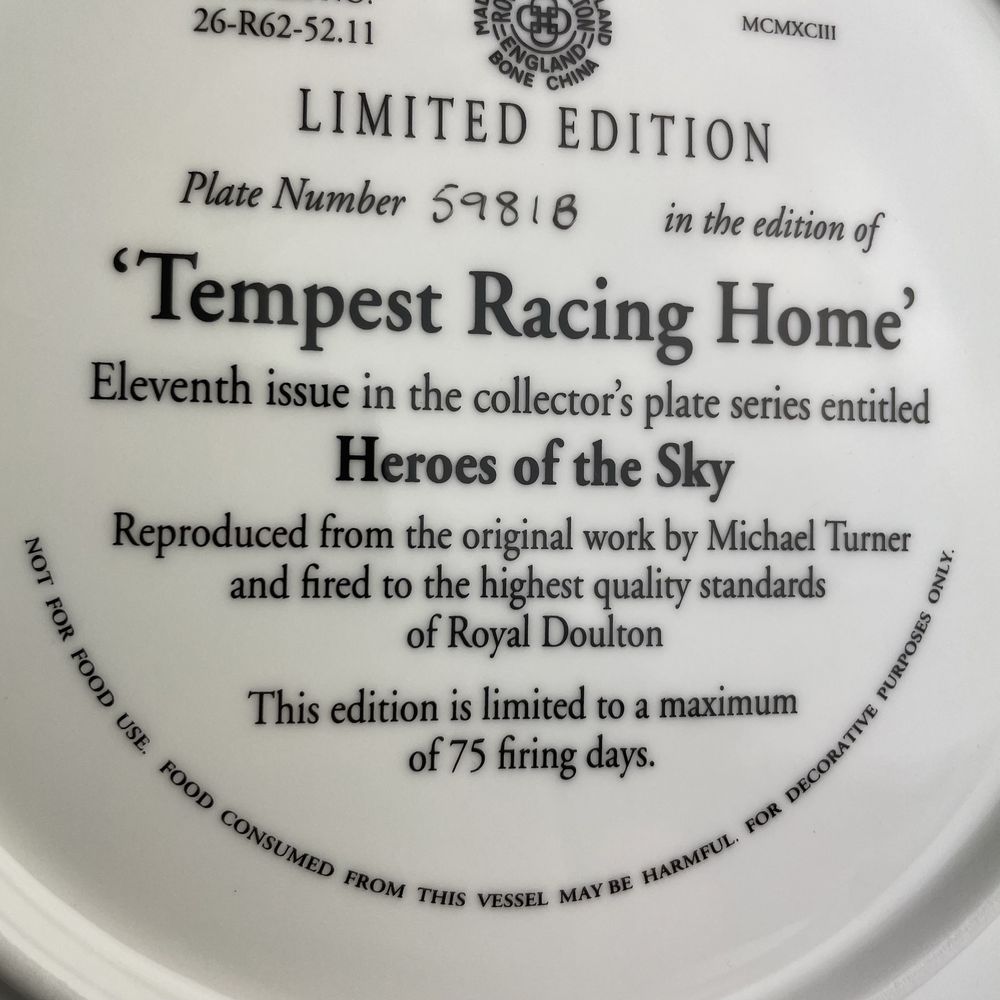 26-R62-52.11
MCMXCIII
ENGLAND
BONE CHINA
LIMITED EDITION
Plate Number 5981B in the edition of
‘Tempest Racing Home’
Eleventh issue in the collector’s plate series entitled
Heroes of the Sky
Reproduced from the original work by Michael Turner
and fired to the highest quality standards
of Royal Doulton
This edition is limited to a maximum
of 75 firing days.
NOT FOR FOOD USE. FOOD CONSUMED FROM THIS VESSEL MAY BE HARMFUL. FOR DECORATIVE PURPOSES ONLY.